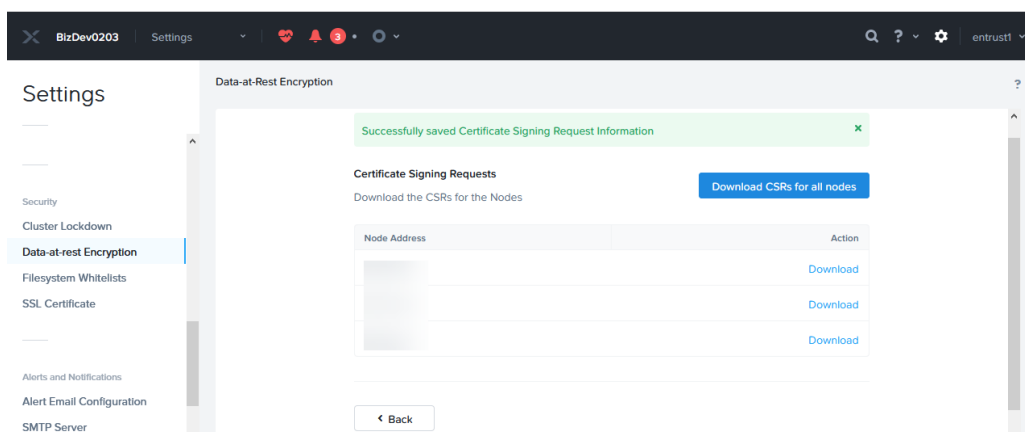 BizDev0203 Settings 3 ? entrust1
Settings
Data-at-Rest Encryption ?
Successfully saved Certificate Signing Request Information ×
Certificate Signing Requests
Download the CSRs for the Nodes
Download CSRs for all nodes
Node Address Action
Download
Download
Download
Back
Security
Cluster Lockdown
Data-at-rest Encryption
Filesystem Whitelists
SSL Certificate
Alerts and Notifications
Alert Email Configuration
SMTP Server